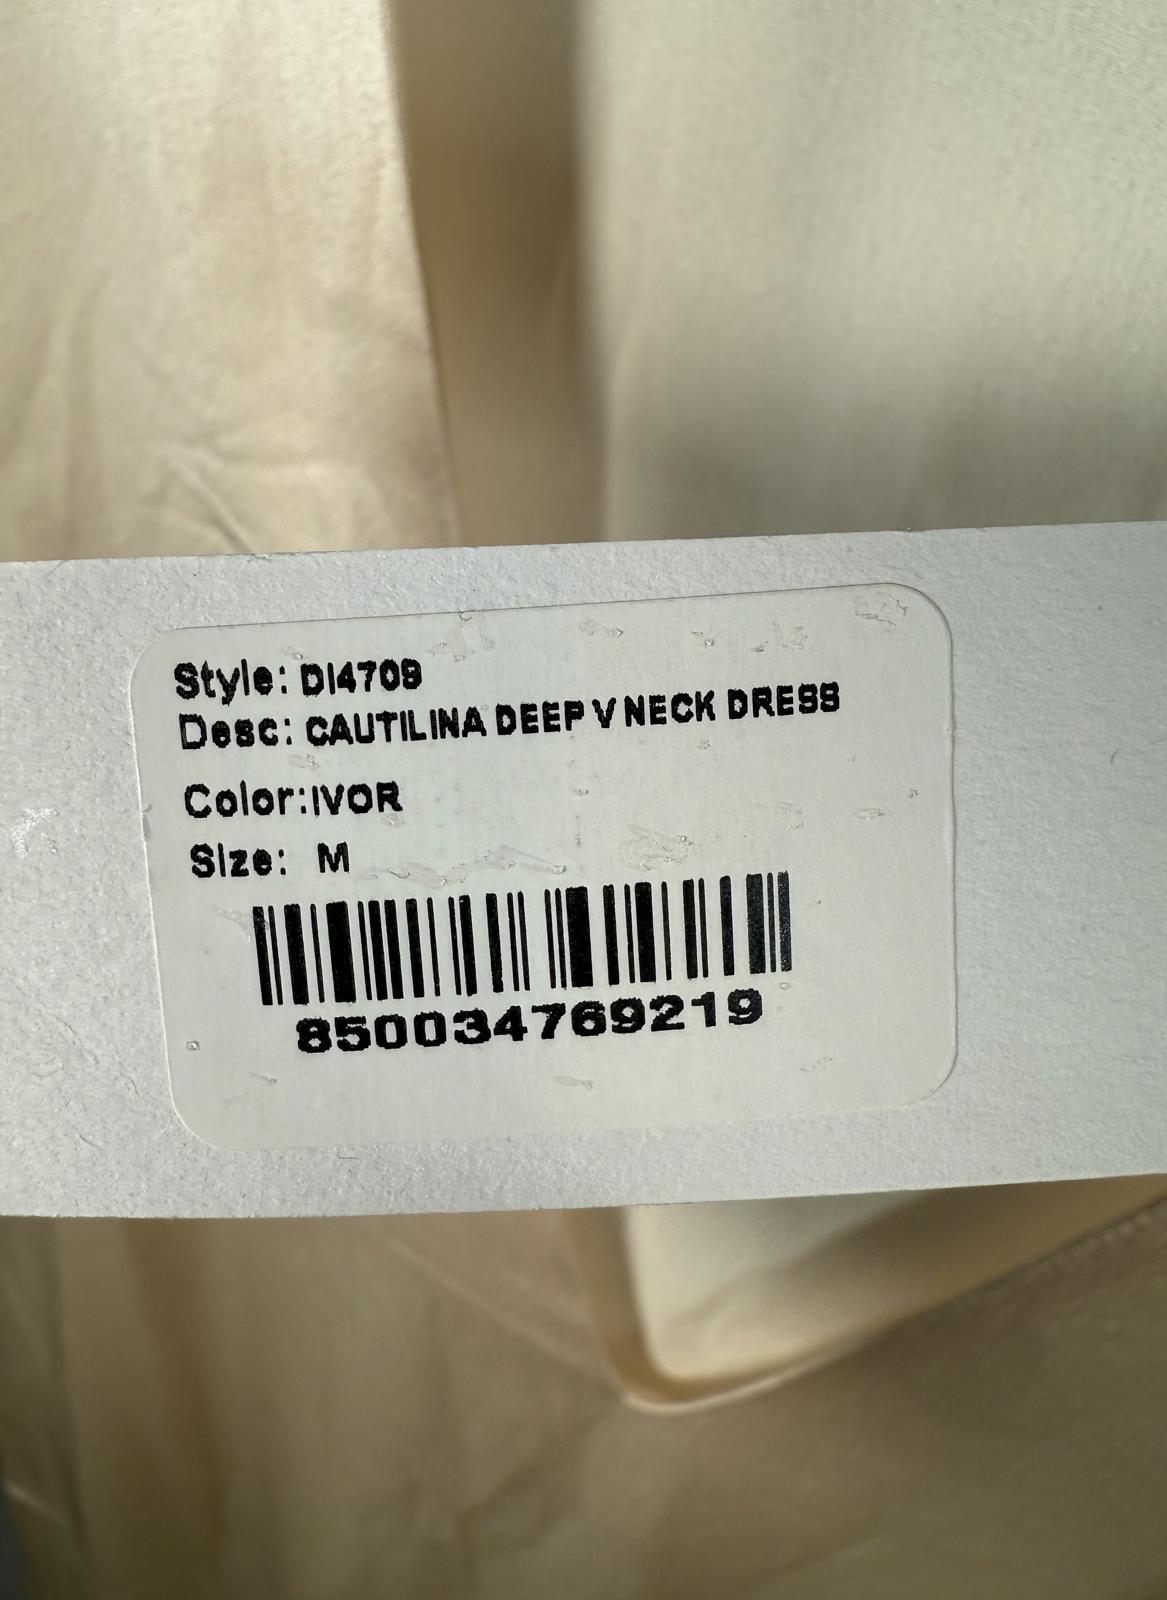 Style: DI4709
Desc: CAUTILINA DEEP V NECK DRESS
Color:IVOR
Size: M
850034769219